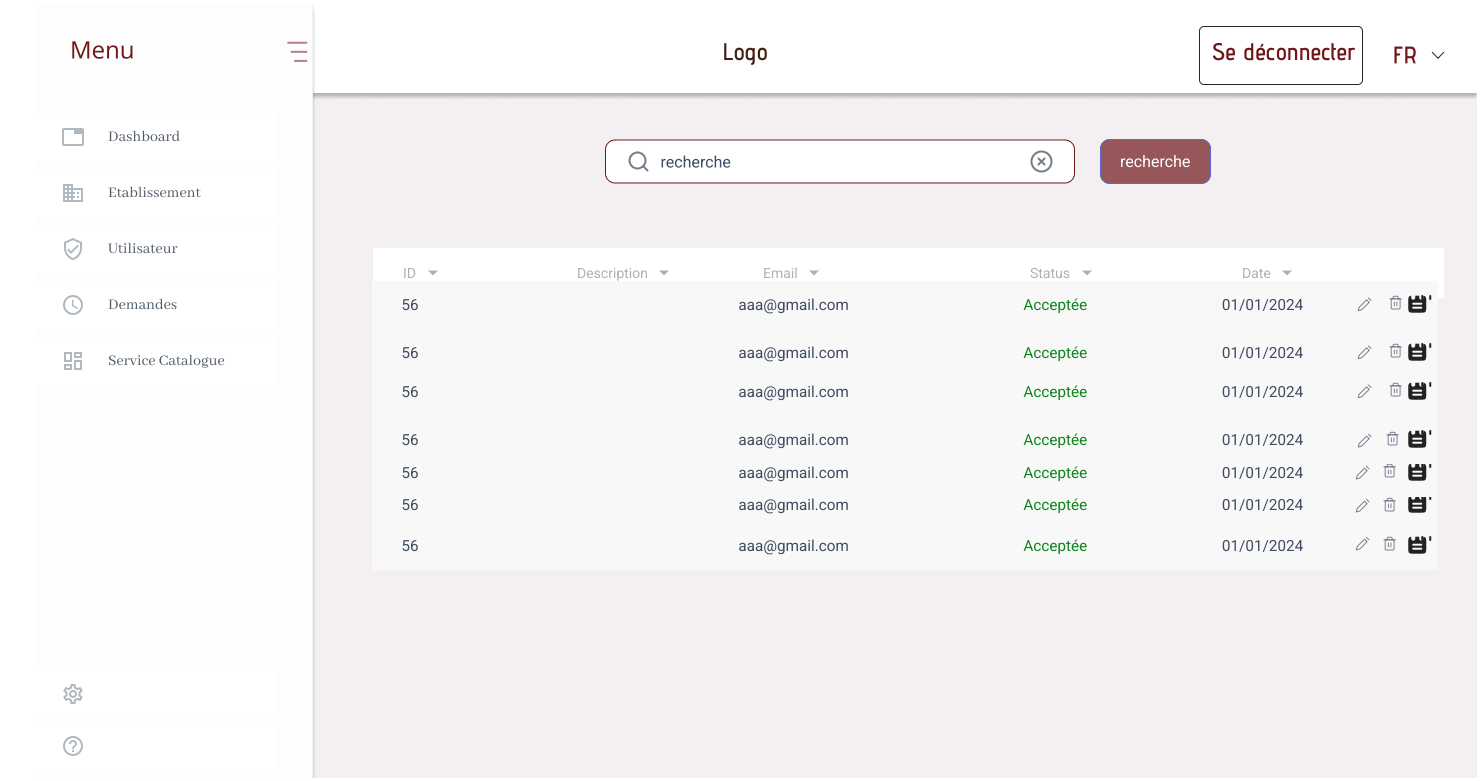 Menu
Logo
Se déconnecter
FR
Dashboard
Etablissement
Utilisateur
Demandes
Service Catalogue
recherche
recherche
ID Description Email Status Date
56 aaa@gmail.com Acceptée 01/01/2024
56 aaa@gmail.com Acceptée 01/01/2024
56 aaa@gmail.com Acceptée 01/01/2024
56 aaa@gmail.com Acceptée 01/01/2024
56 aaa@gmail.com Acceptée 01/01/2024
56 aaa@gmail.com Acceptée 01/01/2024
56 aaa@gmail.com Acceptée 01/01/2024